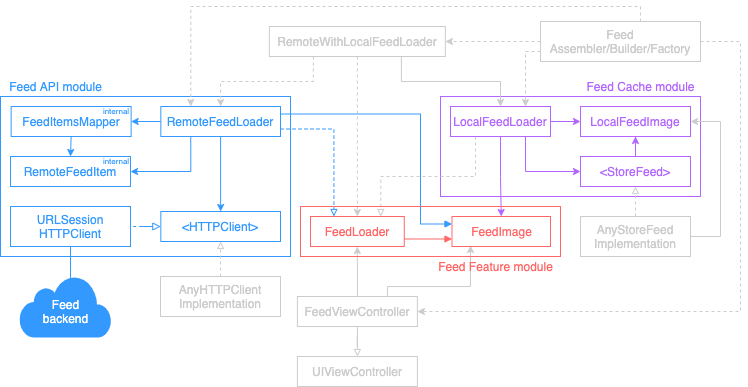 RemoteWithLocalFeedLoader
Feed
Assembler/Builder/Factory
Feed API module
Feed Cache module
internal
FeedItemsMapper
RemoteFeedLoader
LocalFeedLoader
LocalFeedImage
internal
RemoteFeedItem
<StoreFeed>
URLSession
HTTPClient
<HTTPClient>
FeedLoader
FeedImage
AnyStoreFeed
Implementation
Feed Feature module
AnyHTTPClient
Implementation
Feed
backend
FeedViewController
UIViewController